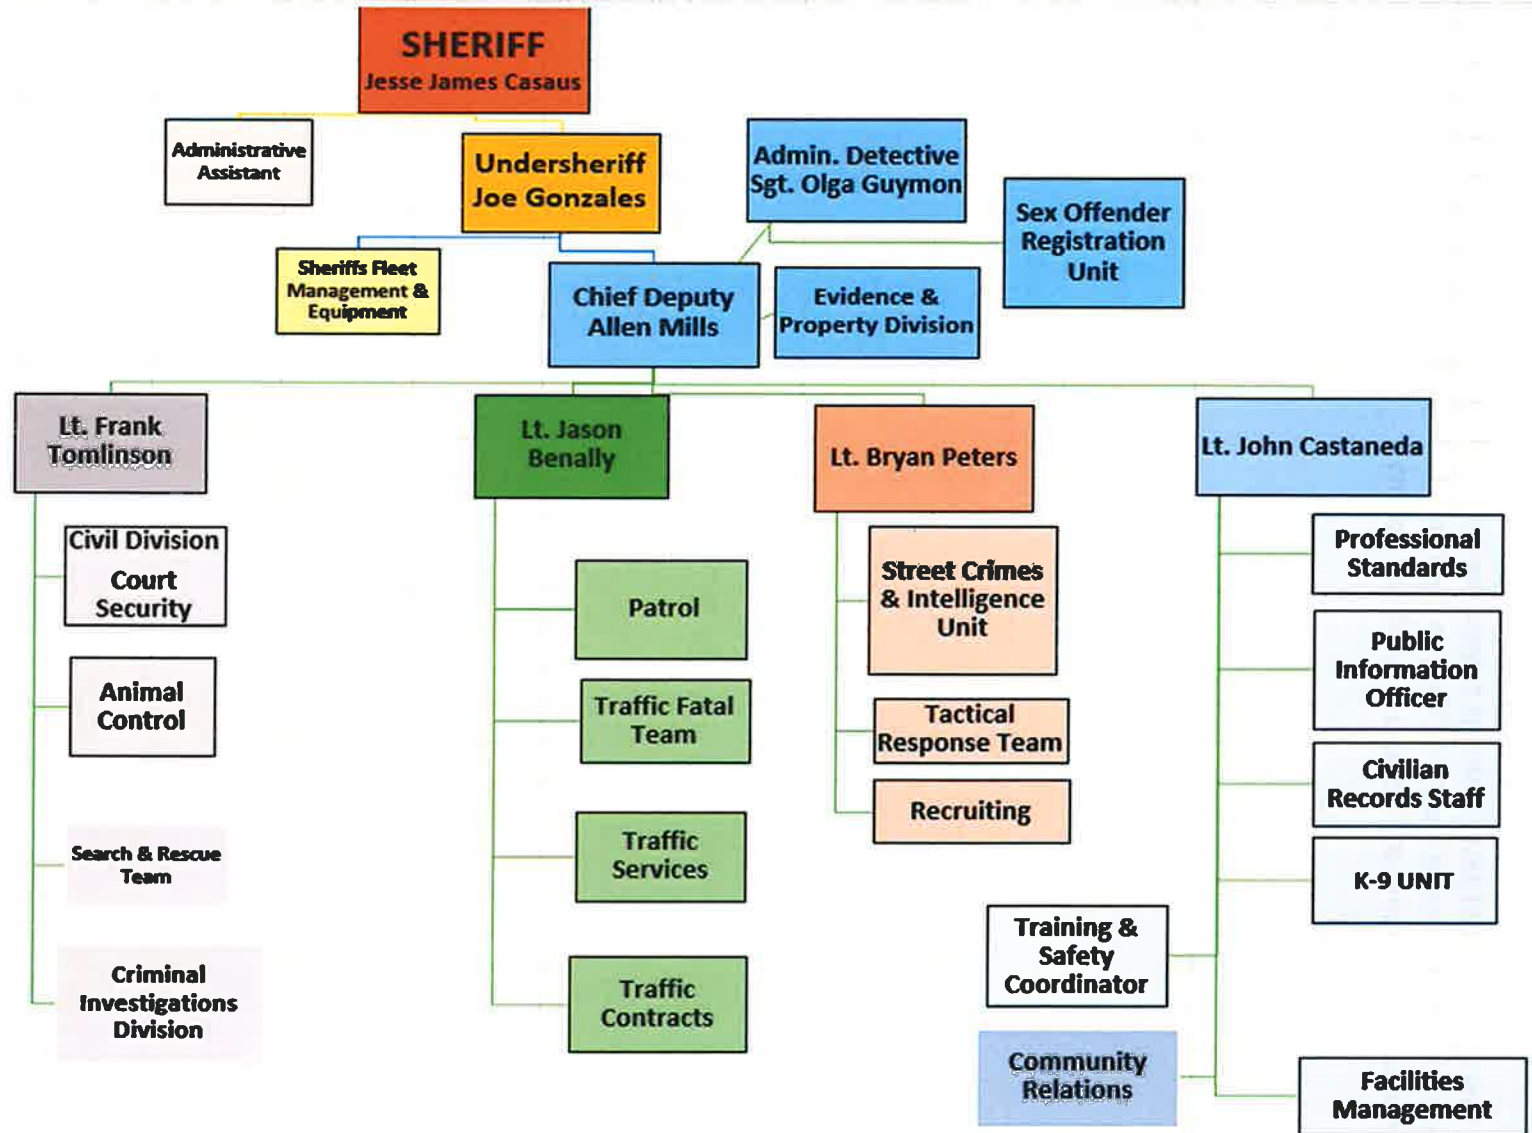 SHERIFF
Jesse James Casaus
Administrative
Assistant
Undersheriff
Joe Gonzales
Admin. Detective
Sgt. Olga Guymon
Sex Offender
Registration
Unit
Sheriffs Fleet
Management &
Equipment
Chief Deputy
Allen Mills
Evidence &
Property Division
Lt. Frank
Tomlinson
Civil Division
Court
Security
Animal
Control
Search & Rescue
Team
Criminal
Investigations
Division
Lt. Jason
Benally
Patrol
Traffic Fatal
Team
Traffic
Services
Traffic
Contracts
Lt. Bryan Peters
Street Crimes
& Intelligence
Unit
Tactical
Response Team
Recruiting
Lt. John Castaneda
Professional
Standards
Public
Information
Officer
Civilian
Records Staff
K-9 UNIT
Training &
Safety
Coordinator
Community
Relations
Facilities
Management